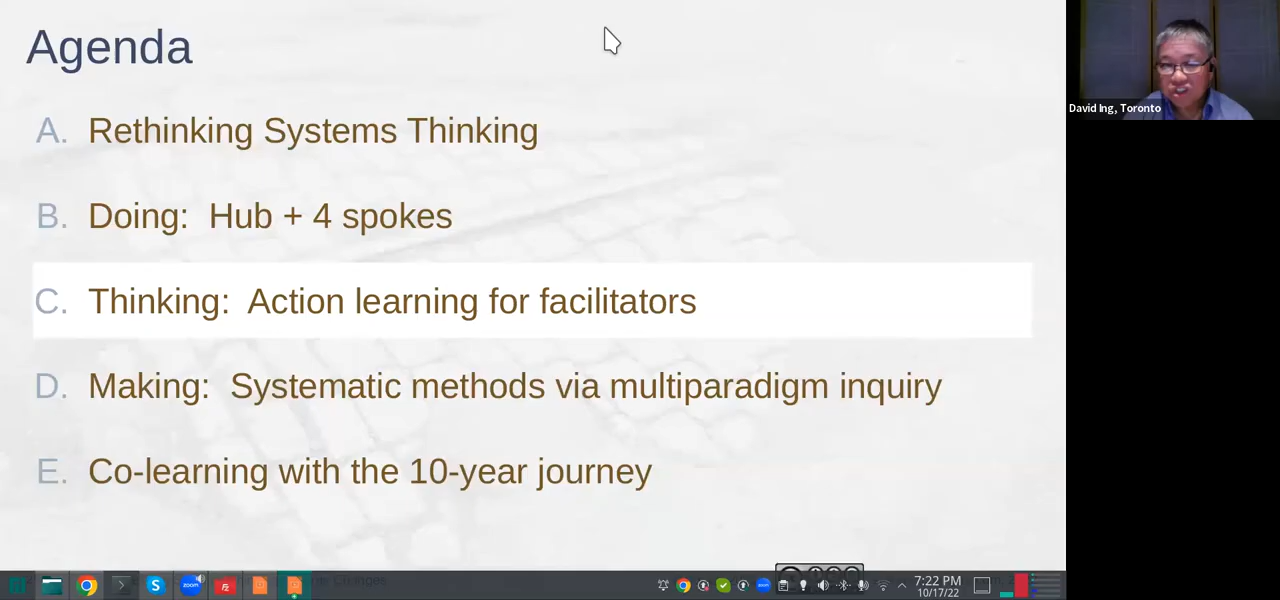 Agenda
A. Rethinking Systems Thinking
B. Doing: Hub + 4 spokes
C. Thinking: Action learning for facilitators
D. Making: Systematic methods via multiparadigm inquiry
E. Co-learning with the 10-year journey
David Ing, Toronto
zoom
7:22 PM
10/17/22